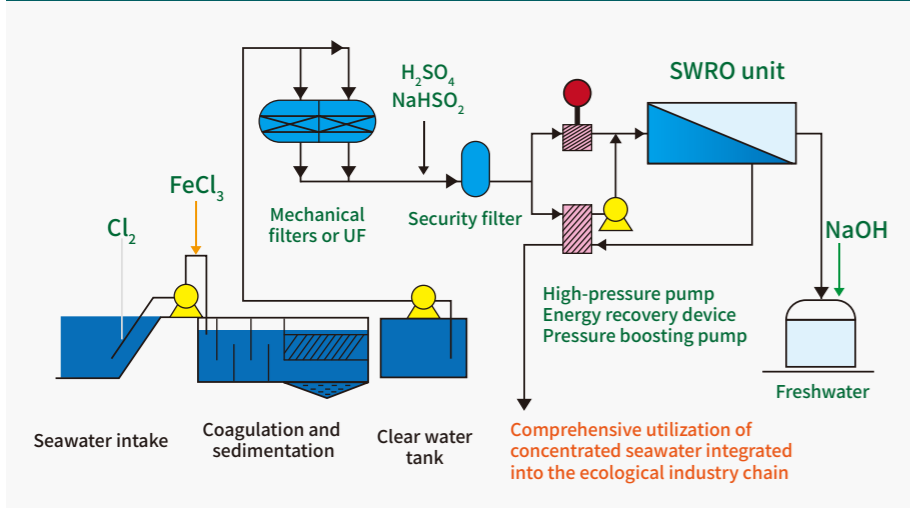 H₂SO₄
NaHSO₂
SWRO unit
FeCl₃
Cl₂
Mechanical
filters or UF
Security filter
NaOH
High-pressure pump
Energy recovery device
Pressure boosting pump
Freshwater
Seawater intake
Coagulation and
sedimentation
Clear water
tank
Comprehensive utilization of
concentrated seawater integrated
into the ecological industry chain